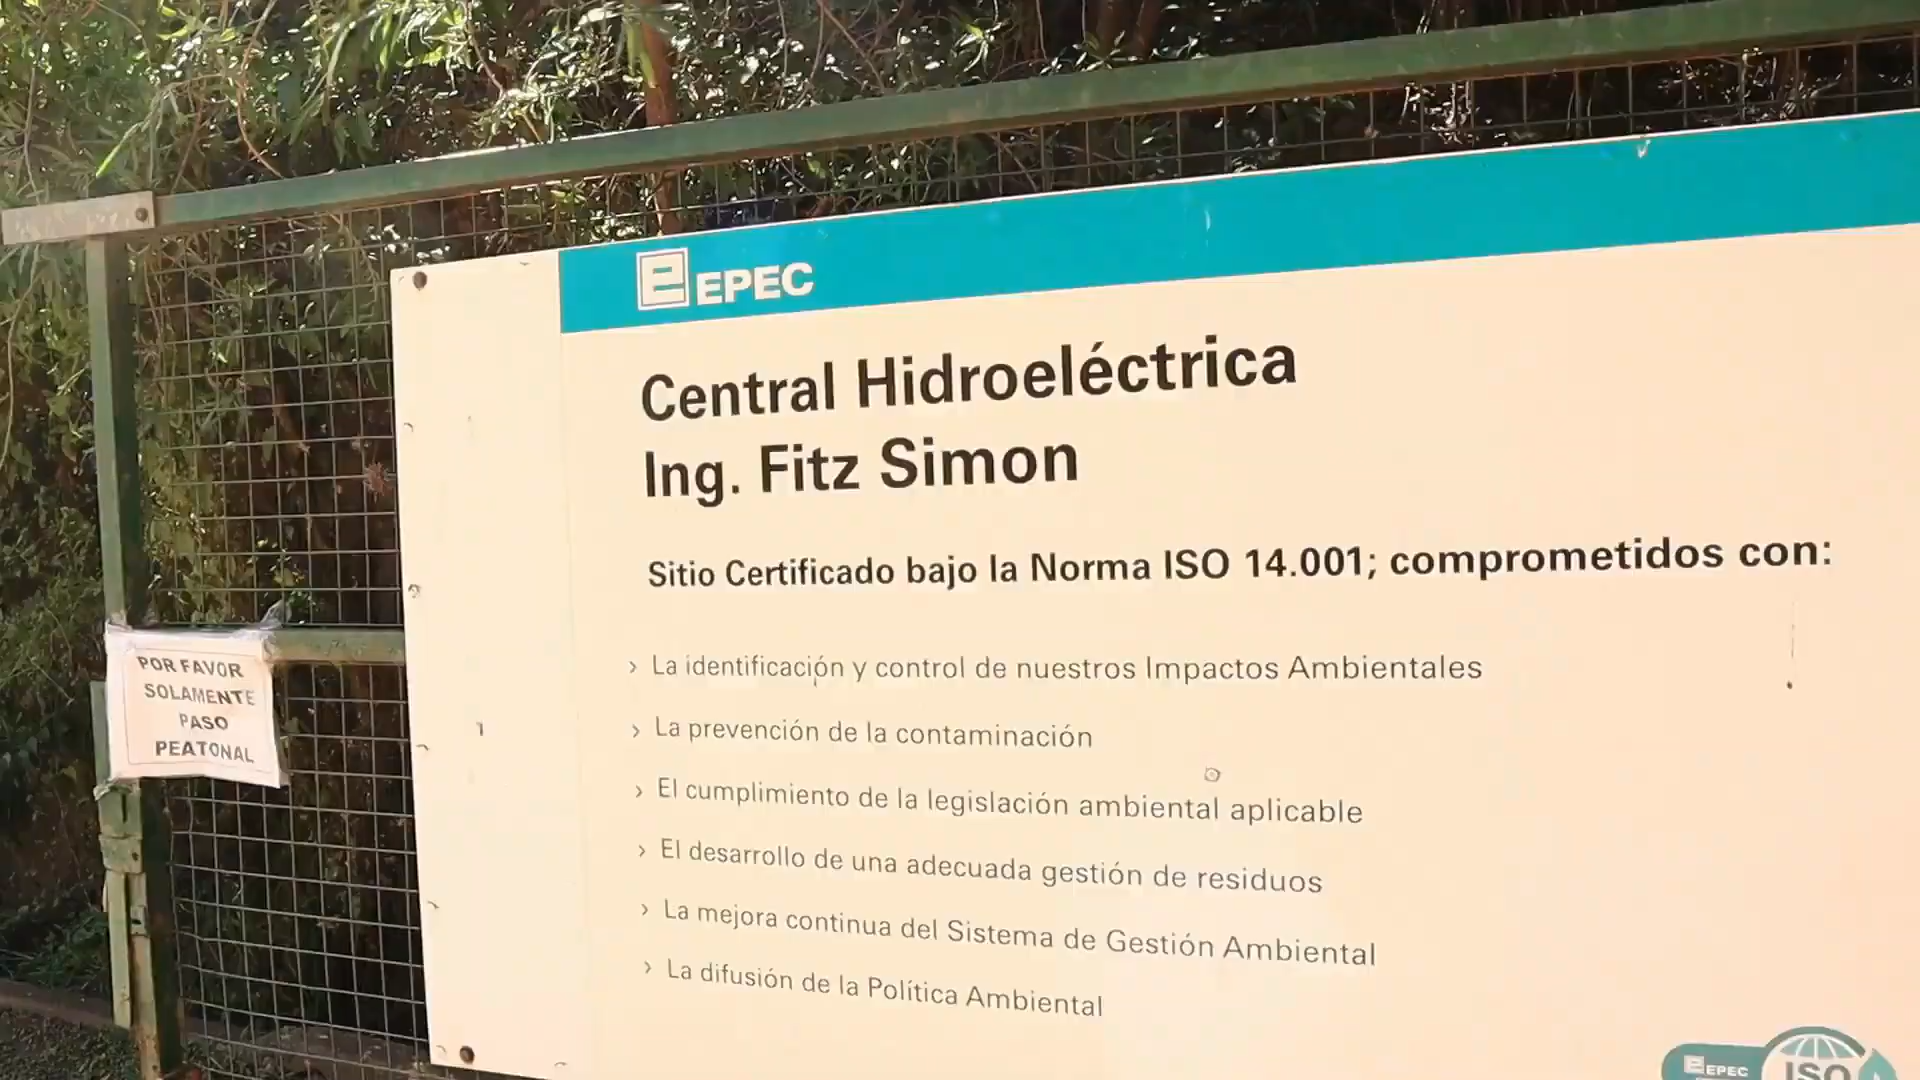 EPEC
Central Hidroeléctrica
Ing. Fitz Simon
Sitio Certificado bajo la Norma ISO 14.001; comprometidos con:
› La identificación y control de nuestros Impactos Ambientales
› La prevención de la contaminación
› El cumplimiento de la legislación ambiental aplicable
› El desarrollo de una adecuada gestión de residuos
› La mejora continua del Sistema de Gestión Ambiental
› La difusión de la Política Ambiental
POR FAVOR
SOLAMENTE
PASO
PEATONAL
EPEC
ISO